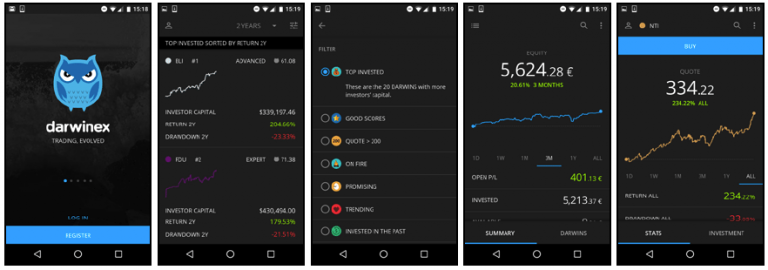 15:18
darwinex
TRADING, EVOLVED
LOG IN
REGISTER
15:19
2 YEARS
TOP INVESTED SORTED BY RETURN 2Y
ELI #1 ADVANCED 61.08
INVESTOR CAPITAL $339,197.46
RETURN 2Y 204.66%
DRAWDOWN 2Y -23.33%
FDU #2 EXPERT 71.38
INVESTOR CAPITAL $430,494.00
RETURN 2Y 179.53%
DRAWDOWN 2Y -21.51%
15:19
FILTER
TOP INVESTED
These are the 20 DARWINS with more
investors' capital.
GOOD SCORES
QUOTE > 200
ON FIRE
PROMISING
TRENDING
INVESTED IN THE PAST
15:19
EQUITY
5,624.28 €
20.61% 3 MONTHS
1D 1W 1M 3M 1Y ALL
OPEN P/L 401.13 €
INVESTED 5,213.37 €
SUMMARY DARWINS
15:19
NTI
BUY
QUOTE
334.22
234.22% ALL
1D 1W 1M 3M 1Y ALL
RETURN ALL 234.22%
DRAWDOWN ALL
STATS INVESTMENT